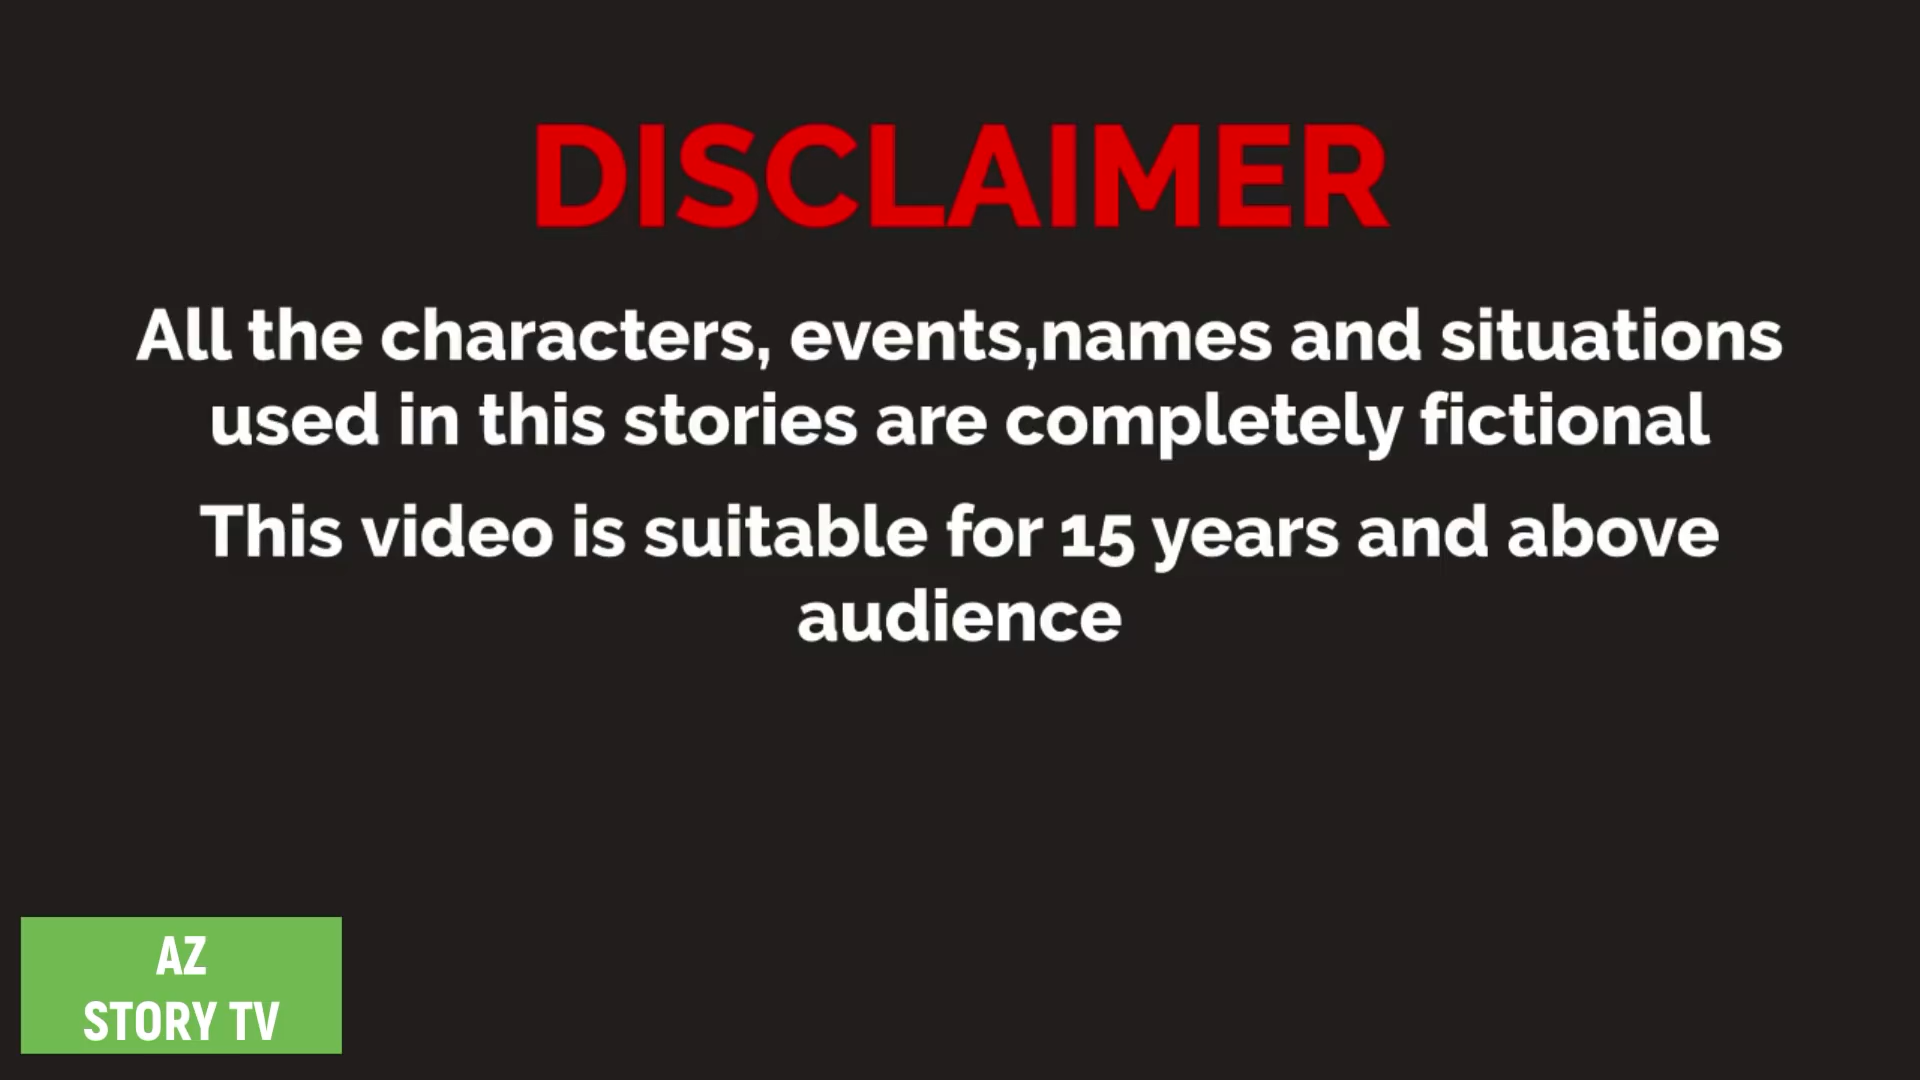 DISCLAIMER
All the characters, events,names and situations
used in this stories are completely fictional
This video is suitable for 15 years and above
audience
AZ
STORY TV